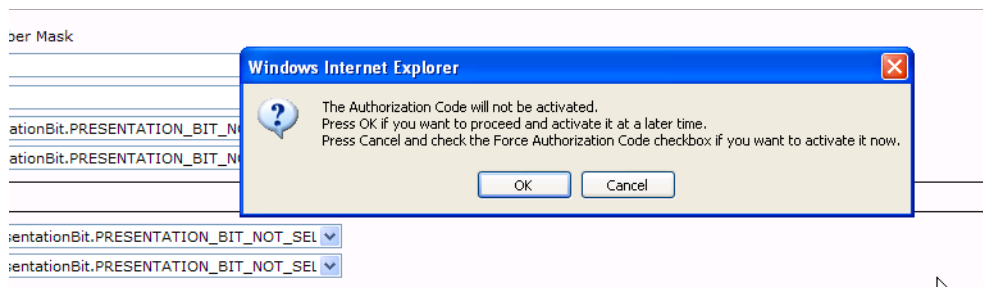 ber Mask
Windows Internet Explorer
The Authorization Code will not be activated.
Press OK if you want to proceed and activate it at a later time.
Press Cancel and check the Force Authorization Code checkbox if you want to activate it now.
ationBit.PRESENTATION_BIT_N
ationBit.PRESENTATION_BIT_N
OK Cancel
sentationBit.PRESENTATION_BIT_NOT_SEL
sentationBit.PRESENTATION_BIT_NOT_SEL